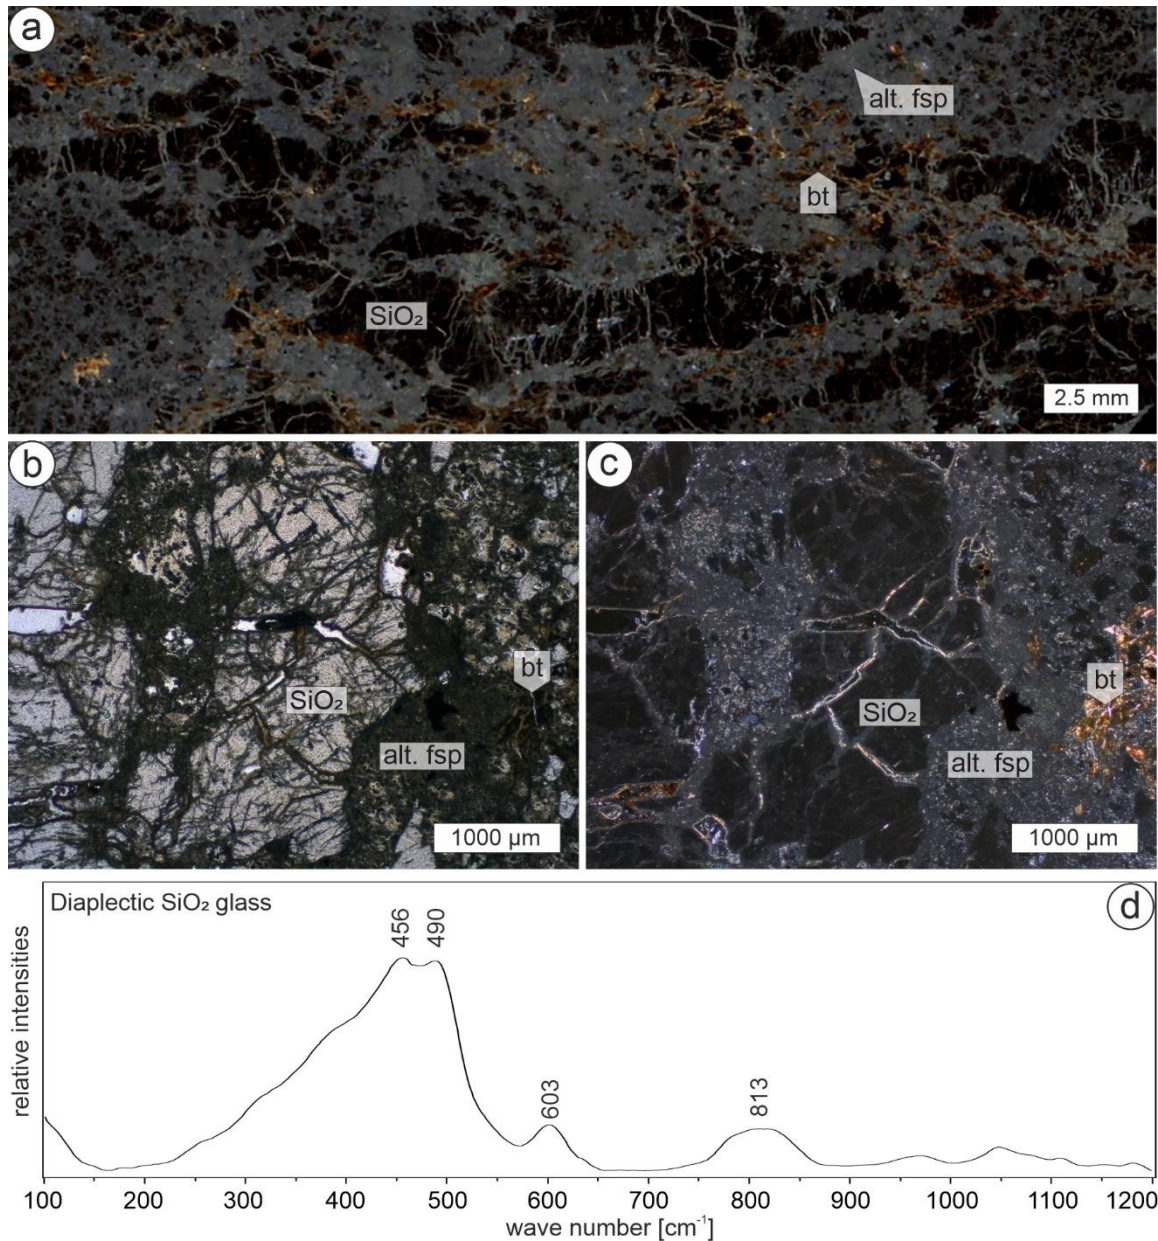 a
alt. fsp
bt
SiO₂
2.5 mm
b
bt
SiO₂
alt. fsp
1000 µm
c
bt
SiO₂
alt. fsp
1000 µm
Diaplectic SiO₂ glass
d
456
490
603
813
relative intensities
100 200 300 400 500 600 700 800 900 1000 1100 1200
wave number [cm⁻¹]